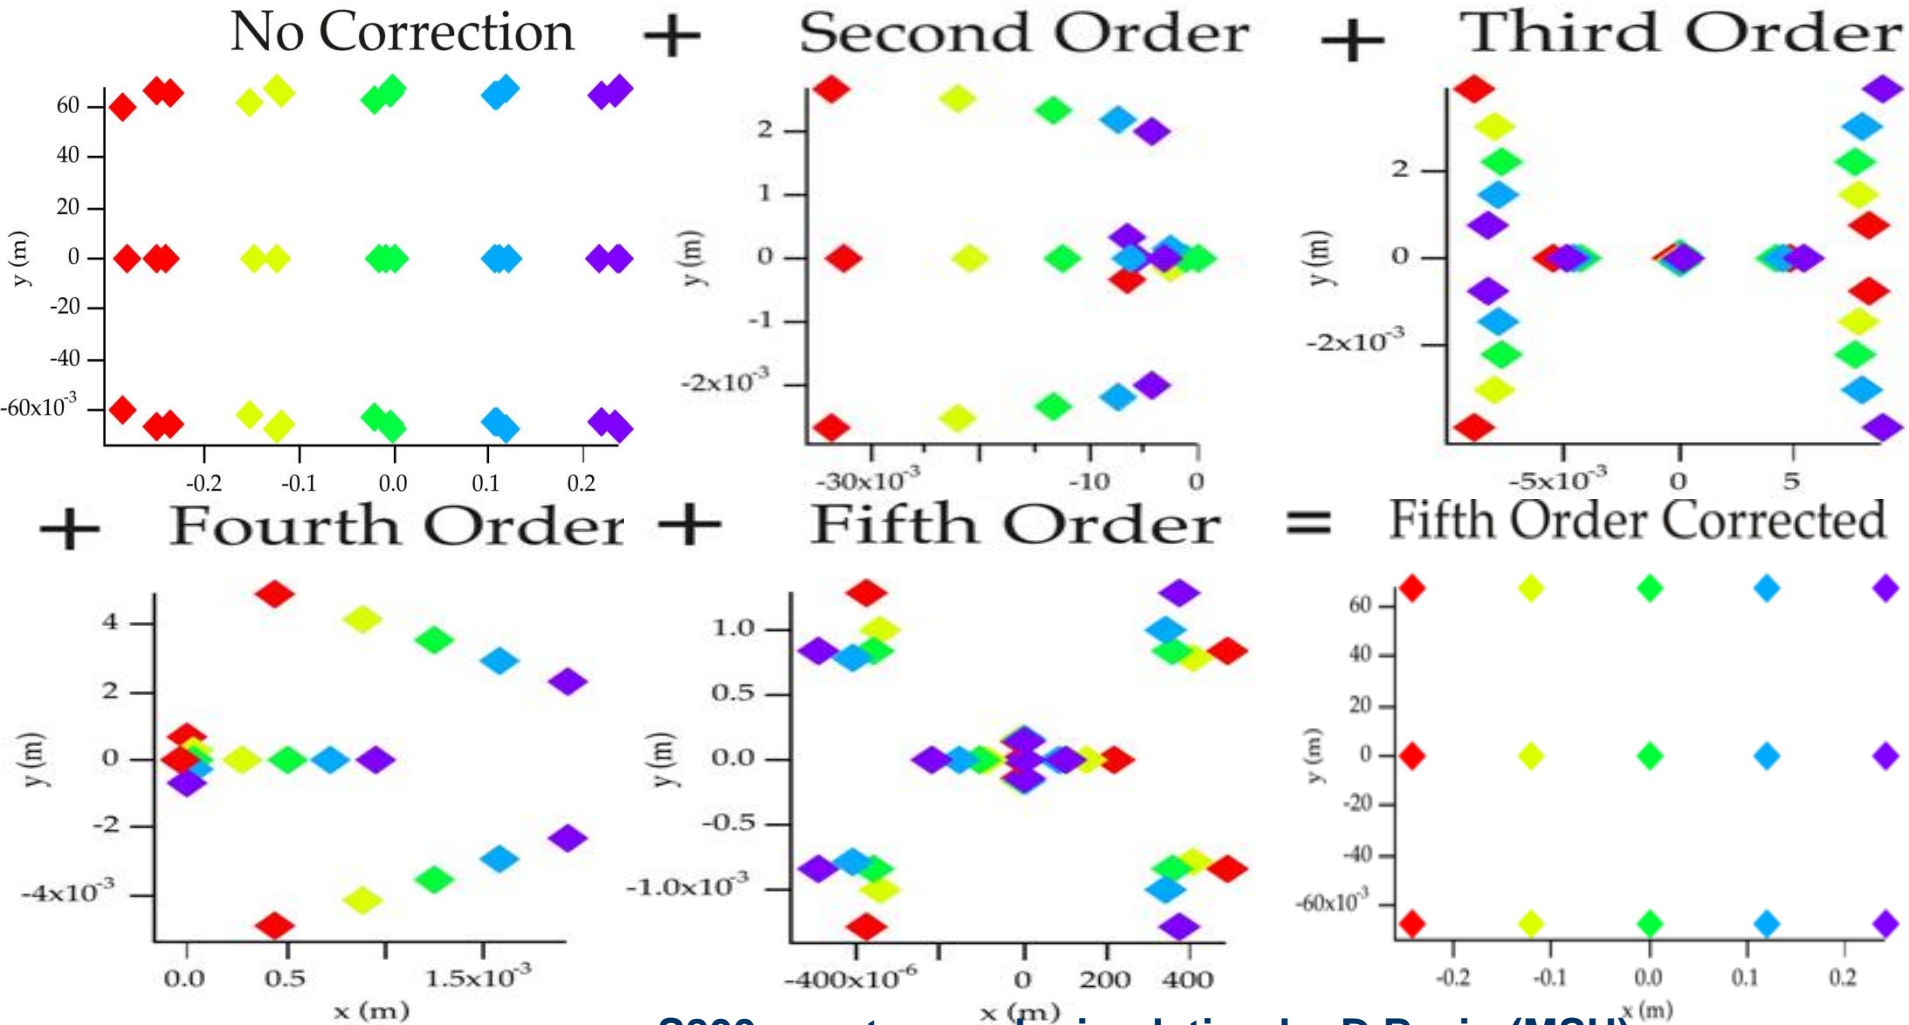 No Correction + Second Order + Third Order
60
40
20
0
-20
-40
-60x10⁻³
y (m)
-0.2 -0.1 0.0 0.1 0.2
2
1
0
-1
-2x10⁻³
y (m)
-30x10⁻³ -10 0
2
0
-2x10⁻³
y (m)
-5x10⁻³ 0 5
+ Fourth Order + Fifth Order = Fifth Order Corrected
4
2
0
-2
-4x10⁻³
y (m)
0.0 0.5 1.5x10⁻³
x (m)
1.0
0.5
0.0
-0.5
-1.0x10⁻³
y (m)
-400x10⁻⁶ 0 200 400
x (m)
60
40
20
0
-20
-40
-60x10⁻³
y (m)
-0.2 -0.1 0.0 0.1 0.2
x (m)